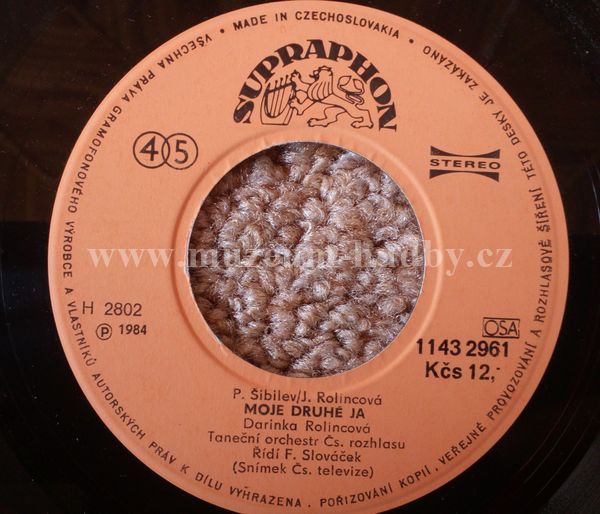 MADE IN CZECHOSLOVAKIA
VŠECHNA PRÁVA GRAMOFONOVÉHO VÝROBCE A VLASTNÍKŮ AUTORSKÝCH PRÁV K DÍLU VYHRAZENA . POŘIZOVÁNÍ KOPIÍ , VEŘEJNÉ PROVOZOVÁNÍ A ROZHLASOVÉ ŠÍŘENÍ TÉTO DESKY JE ZAKÁZÁNO
SUPRAPHON
45
STEREO
www.muzeum-hudby.cz
H 2802
Ⓟ 1984
OSA
1143 2961
Kčs 12,-
P. Šibilev/J. Rolincová
MOJE DRUHÉ JA
Darinka Rolincová
Taneční orchestr Čs. rozhlasu
Řídí F. Slováček
(Snímek Čs. televize)